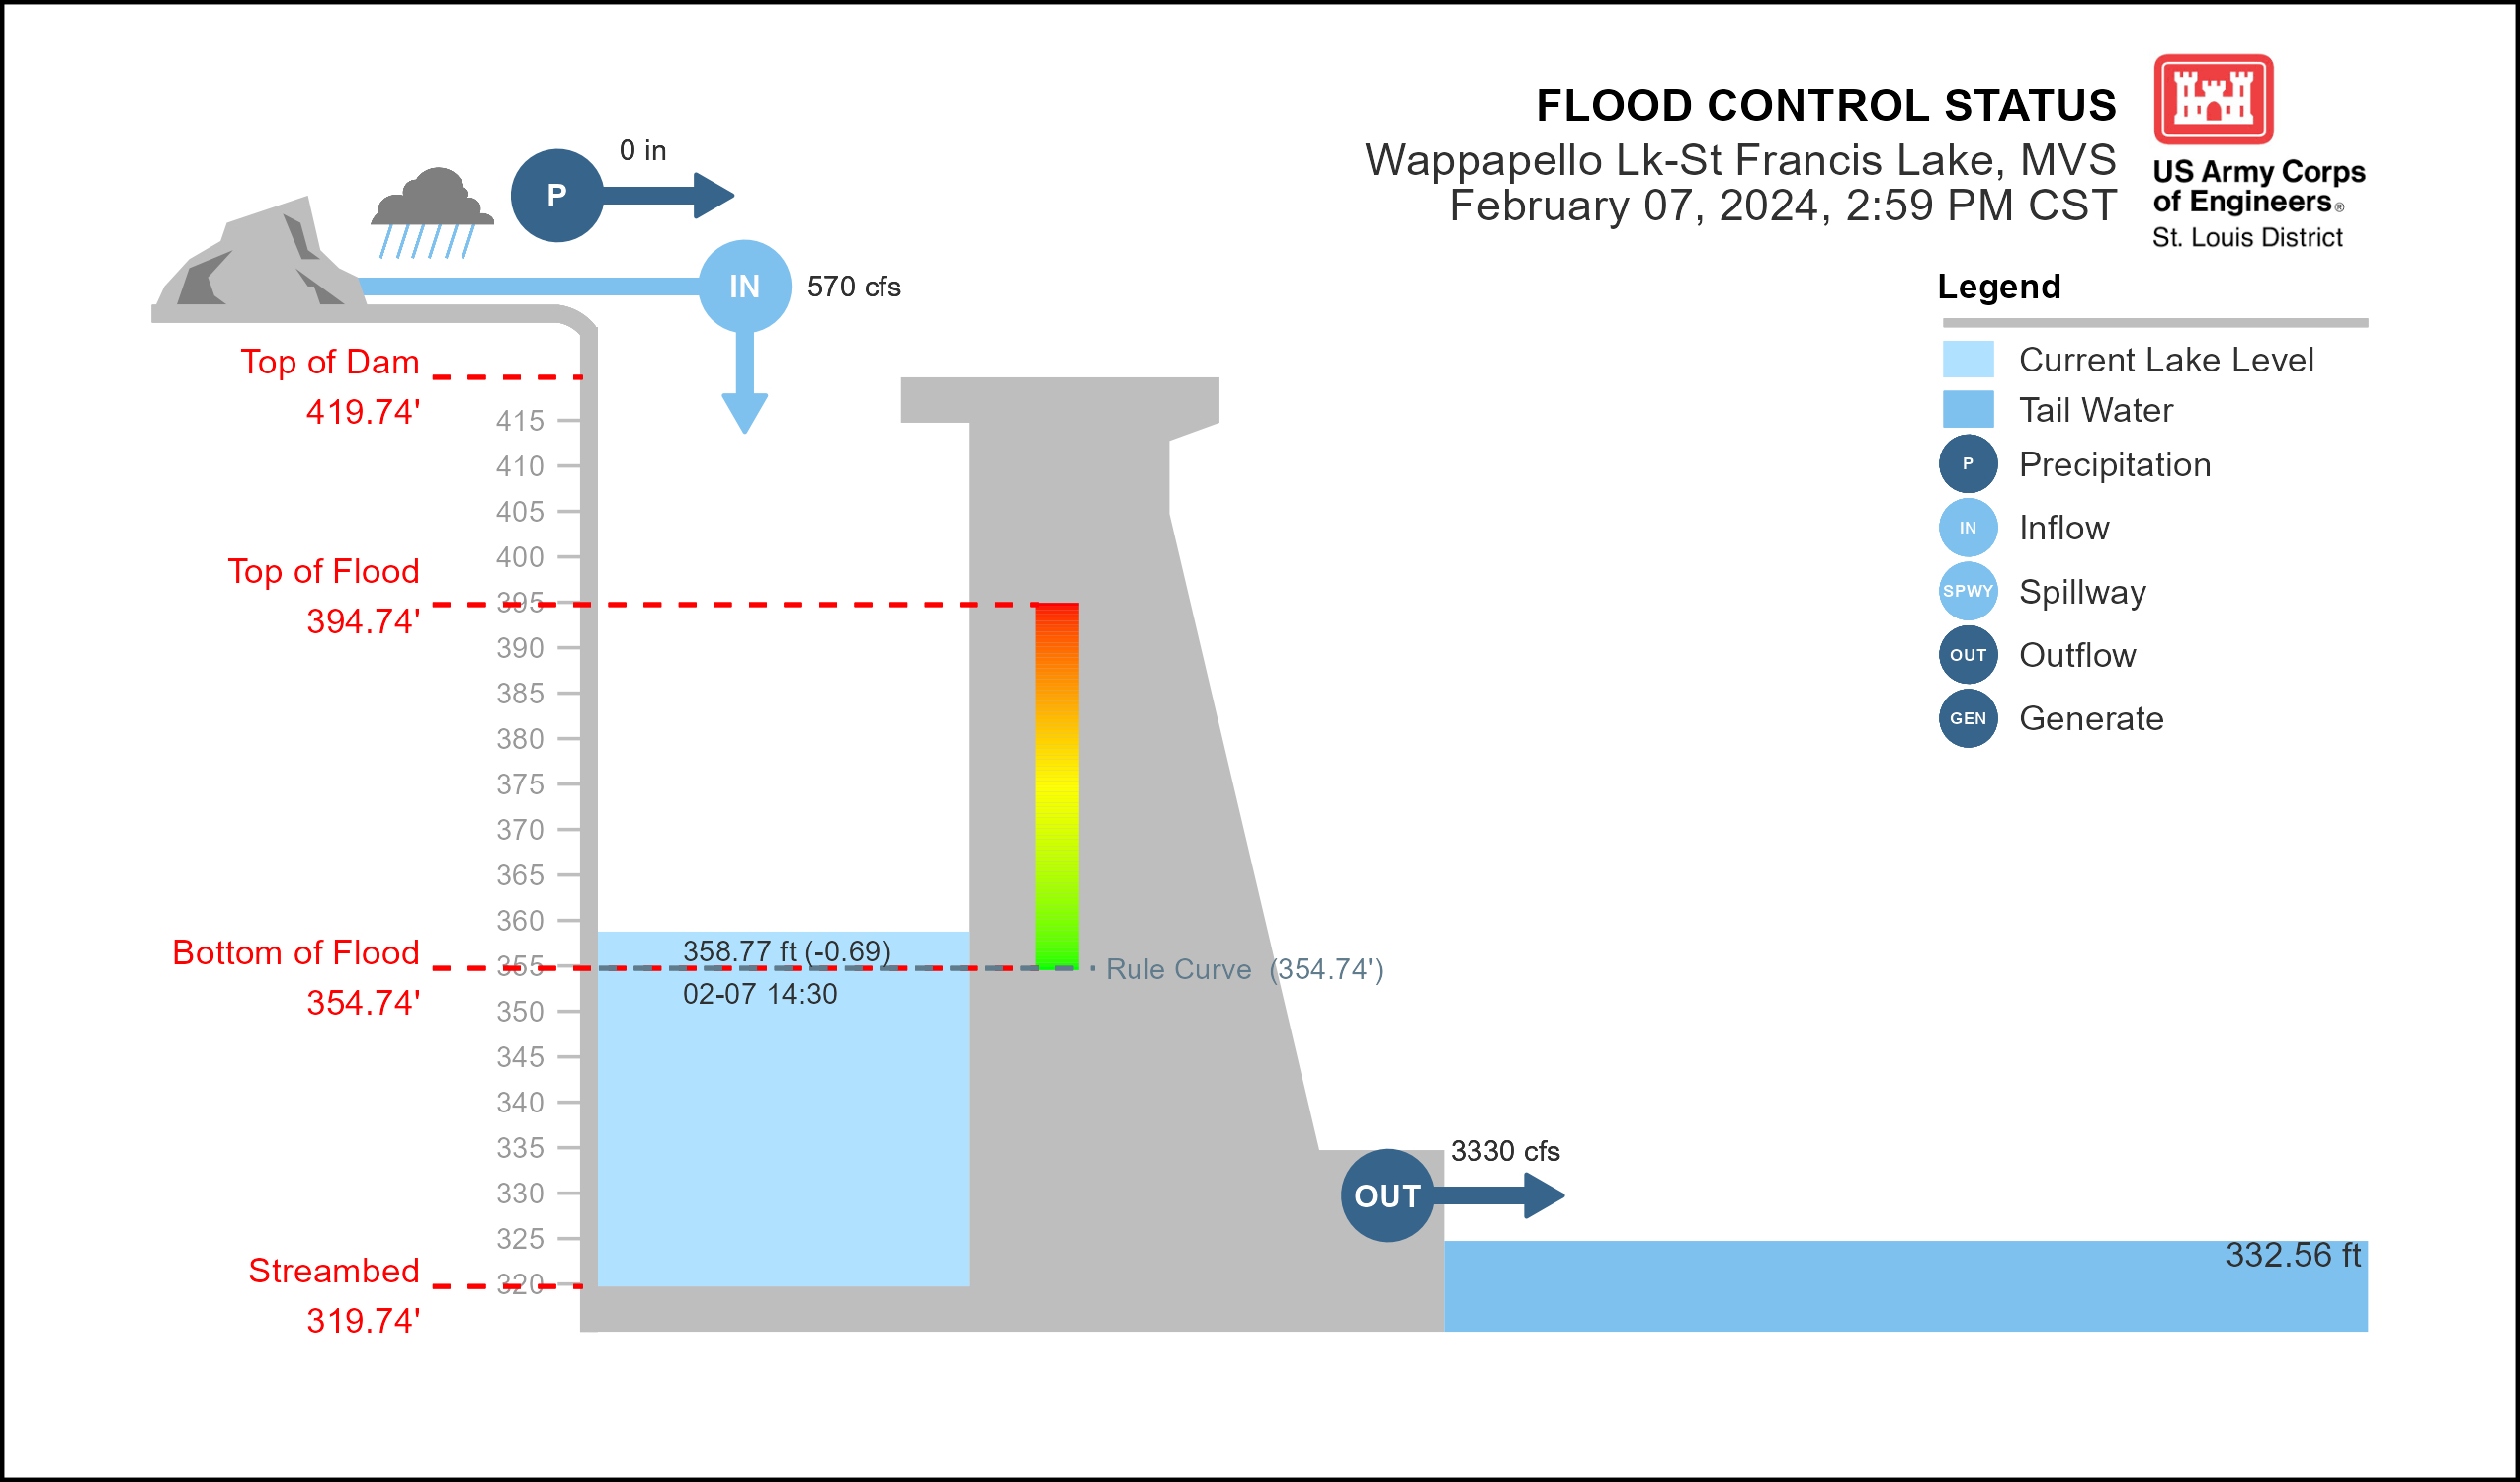 FLOOD CONTROL STATUS
Wappapello Lk-St Francis Lake, MVS
February 07, 2024, 2:59 PM CST
US Army Corps
of Engineers®
St. Louis District
0 in
P
IN
570 cfs
Legend
Current Lake Level
Tail Water
P Precipitation
IN Inflow
SPWY Spillway
OUT Outflow
GEN Generate
Top of Dam
419.74'
415
410
405
400
Top of Flood
395
394.74'
390
385
380
375
370
365
360
Bottom of Flood
358.77 ft (-0.69)
355
Rule Curve (354.74')
354.74'
02-07 14:30
350
345
340
335
3330 cfs
330
OUT
325
332.56 ft
Streambed
320
319.74'